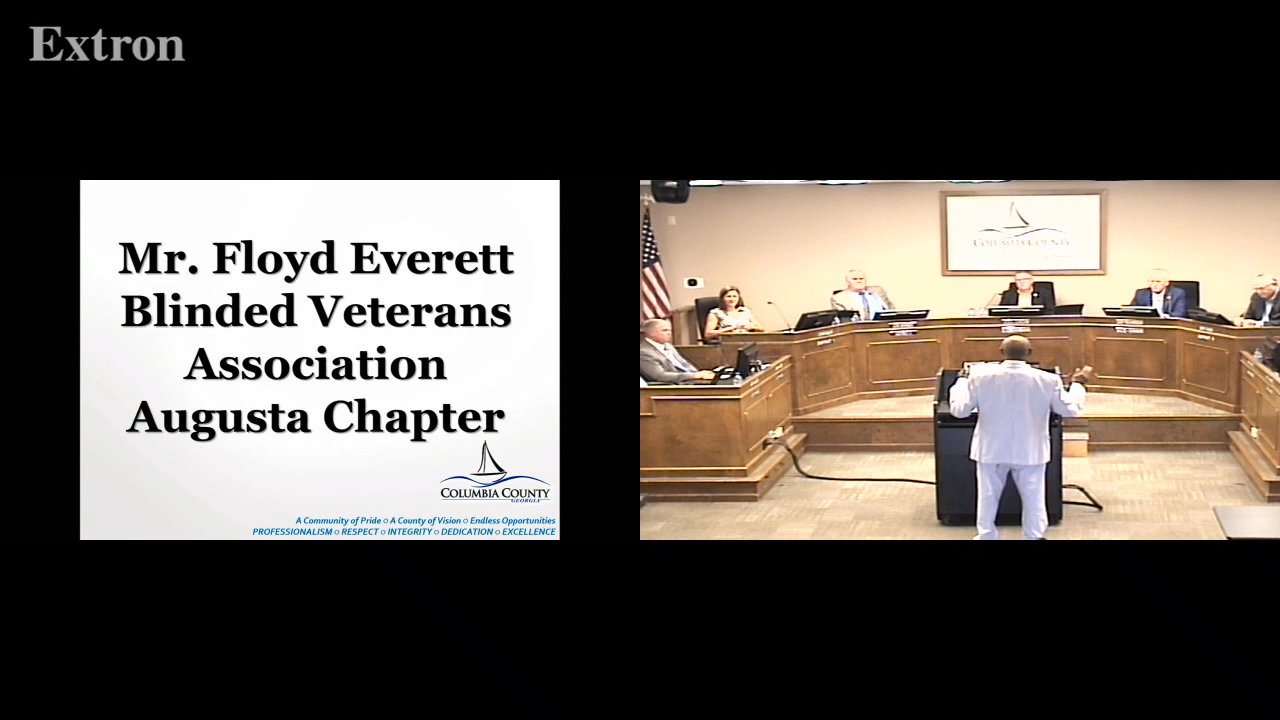 Extron
Mr. Floyd Everett
Blinded Veterans
Association
Augusta Chapter
COLUMBIA COUNTY
GEORGIA
A Community of Pride ○ A County of Vision ○ Endless Opportunities
PROFESSIONALISM ○ RESPECT ○ INTEGRITY ○ DEDICATION ○ EXCELLENCE
COLUMBIA COUNTY